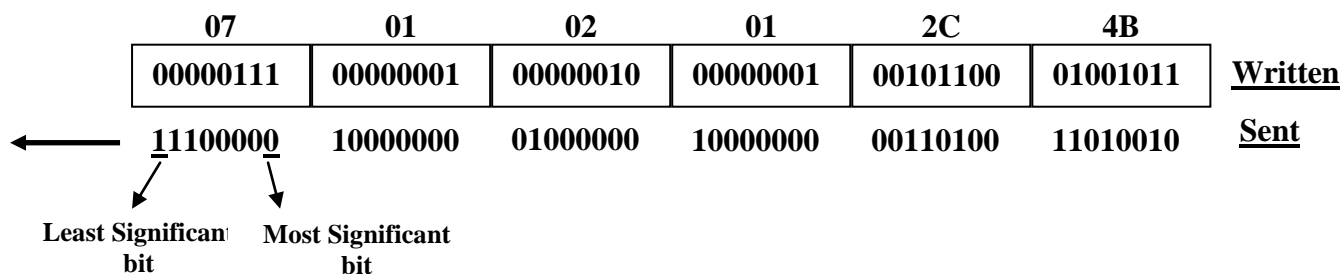 07 01 02 01 2C 4B
00000111 00000001 00000010 00000001 00101100 01001011 Written
11100000 10000000 01000000 10000000 00110100 11010010 Sent
Least Significant Most Significant
bit bit